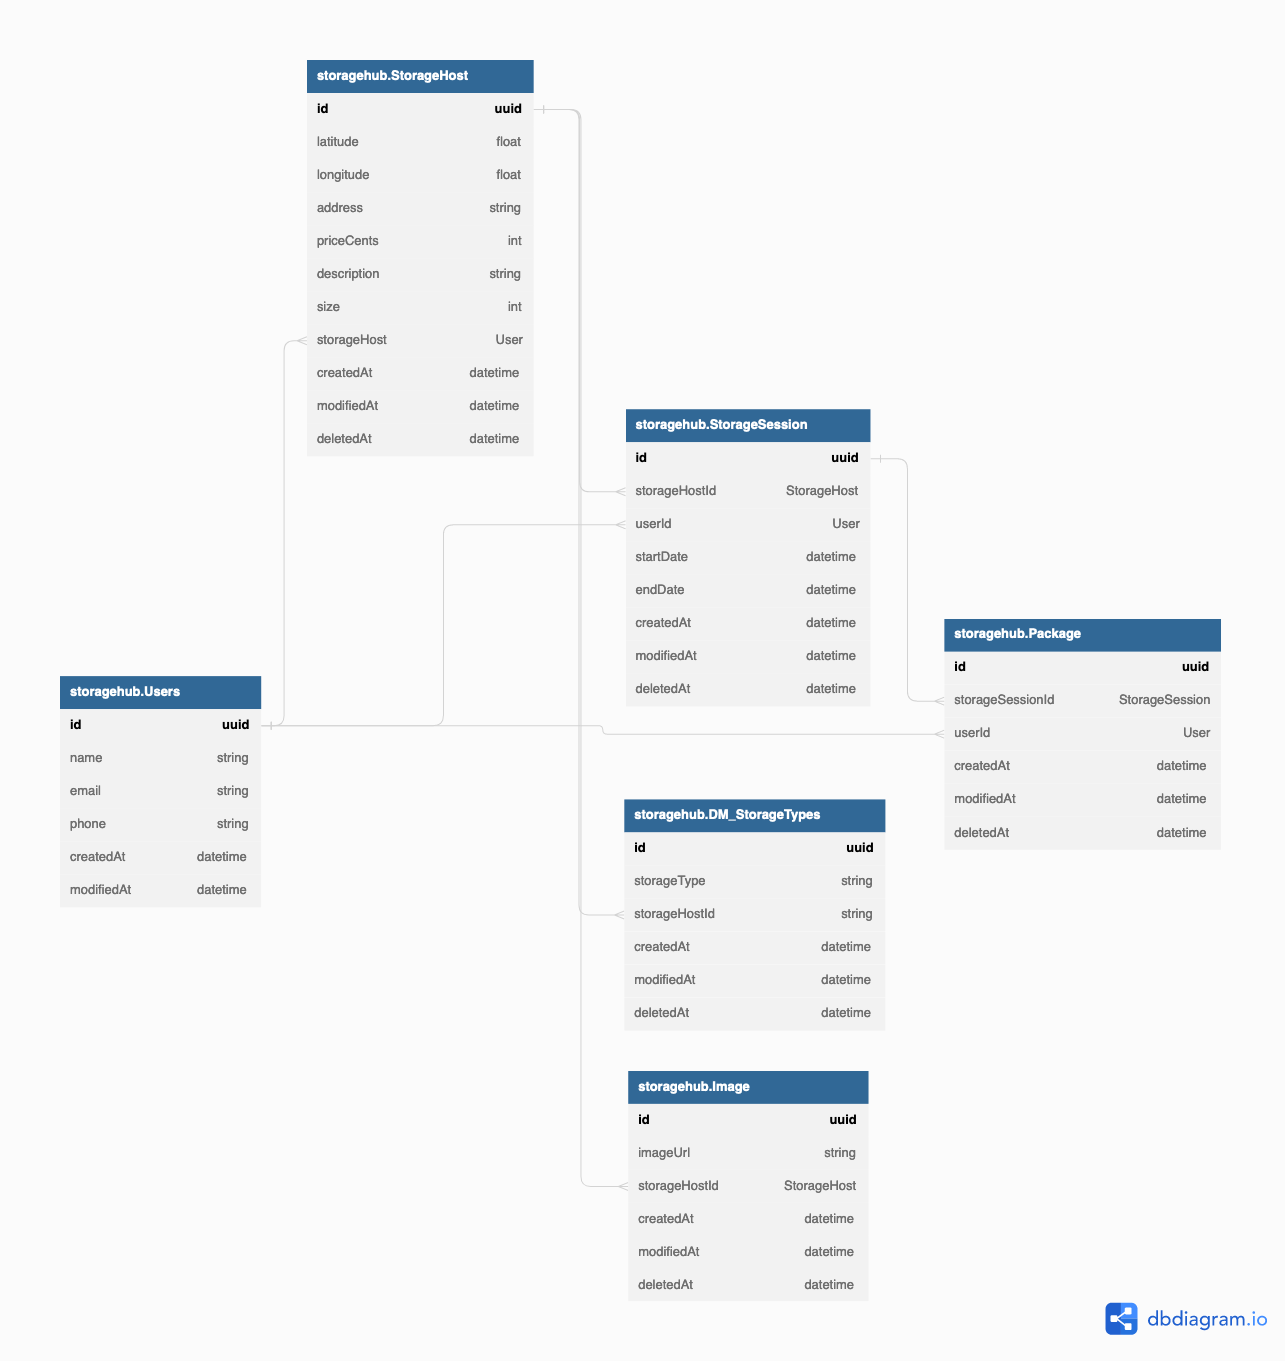 storagehub.StorageHost
id uuid
latitude float
longitude float
address string
priceCents int
description string
size int
storageHost User
createdAt datetime
modifiedAt datetime
deletedAt datetime
storagehub.StorageSession
id uuid
storageHostId StorageHost
userId User
startDate datetime
endDate datetime
createdAt datetime
modifiedAt datetime
deletedAt datetime
storagehub.Package
id uuid
storageSessionId StorageSession
userId User
createdAt datetime
modifiedAt datetime
deletedAt datetime
storagehub.Users
id uuid
name string
email string
phone string
createdAt datetime
modifiedAt datetime
storagehub.DM_StorageTypes
id uuid
storageType string
storageHostId string
createdAt datetime
modifiedAt datetime
deletedAt datetime
storagehub.Image
id uuid
imageUrl string
storageHostId StorageHost
createdAt datetime
modifiedAt datetime
deletedAt datetime
dbdiagram.io